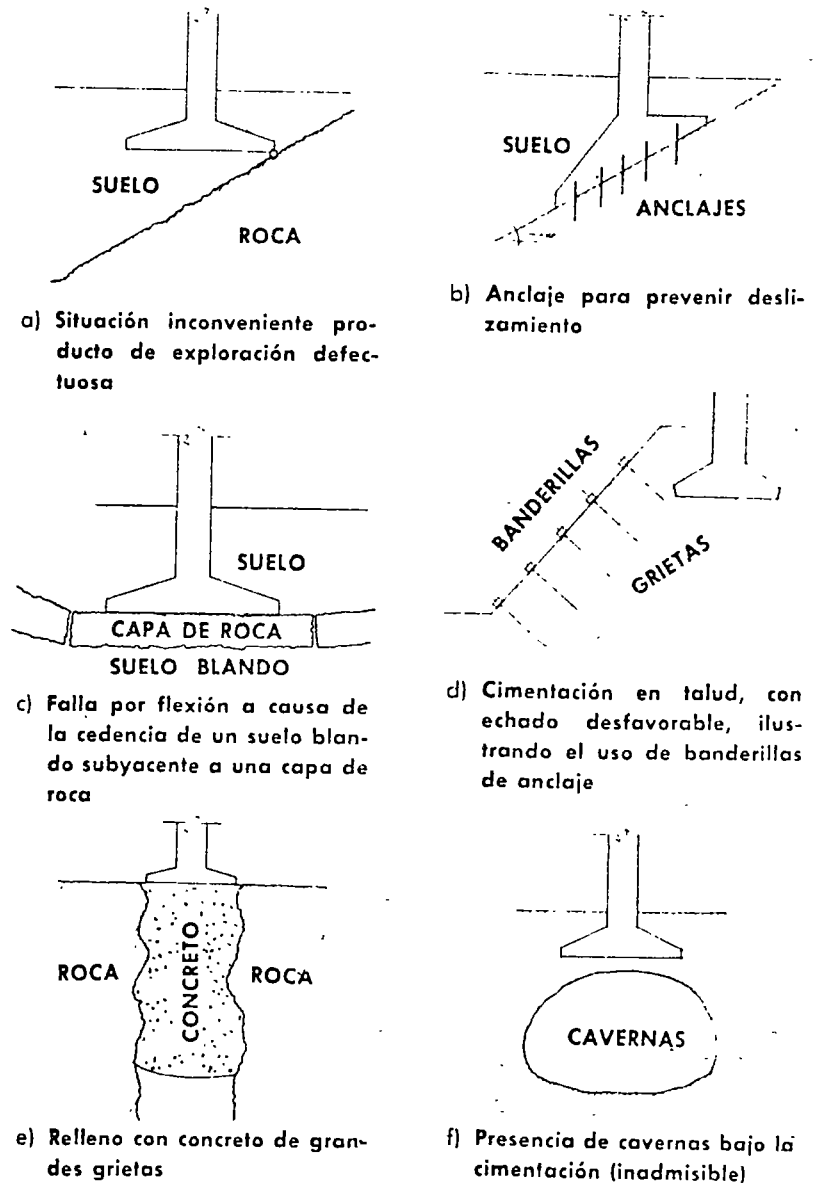 SUELO
ROCA
a) Situación inconveniente pro-
ducto de exploración defec-
tuosa
SUELO
ANCLAJES
b) Anclaje para prevenir desli-
zamiento
SUELO
CAPA DE ROCA
SUELO BLANDO
c) Falla por flexión a causa de
la cedencia de un suelo blan-
do subyacente a una capa de
roca
BANDERILLAS
GRIETAS
d) Cimentación en talud, con
echado desfavorable, ilus-
trando el uso de banderillas
de anclaje
ROCA
CONCRETO
ROCA
e) Relleno con concreto de gran-
des grietas
CAVERNAS
f) Presencia de cavernas bajo la
cimentación (inadmisible)